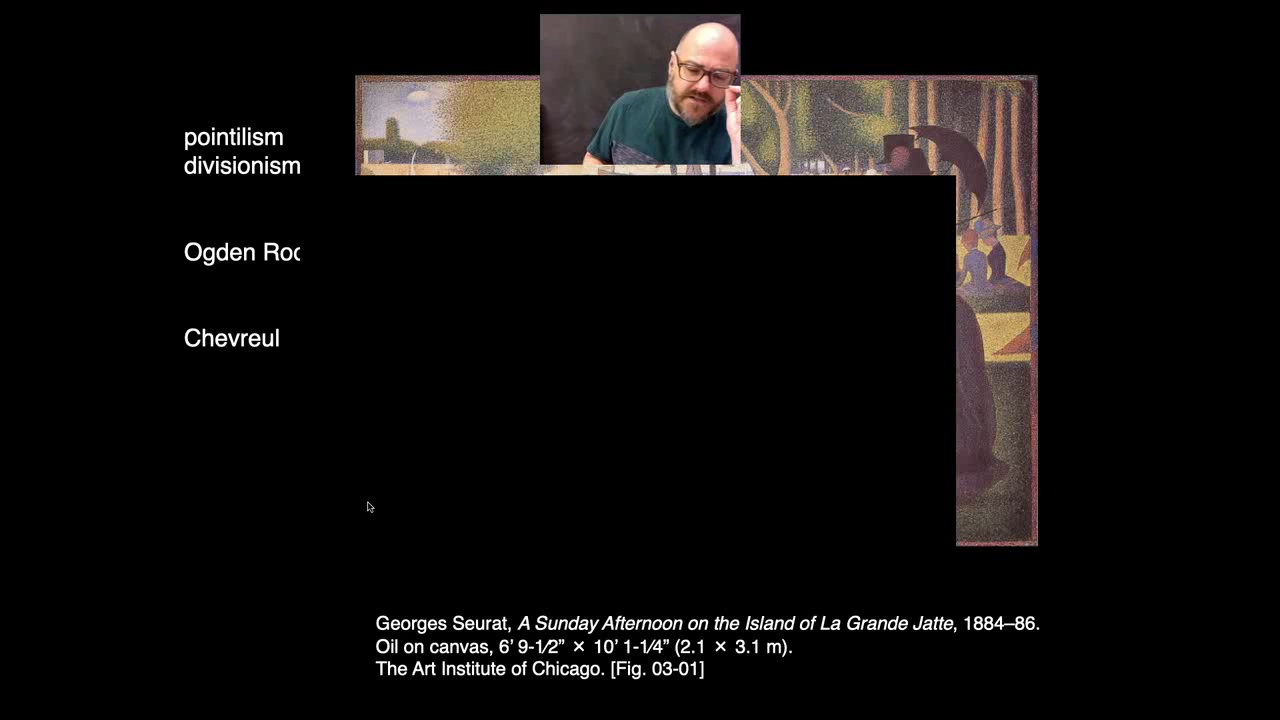 pointilism
divisionism
Ogden Roo
Chevreul
Georges Seurat, A Sunday Afternoon on the Island of La Grande Jatte, 1884–86.
Oil on canvas, 6’ 9-1⁄2” × 10’ 1-1⁄4” (2.1 × 3.1 m).
The Art Institute of Chicago. [Fig. 03-01]